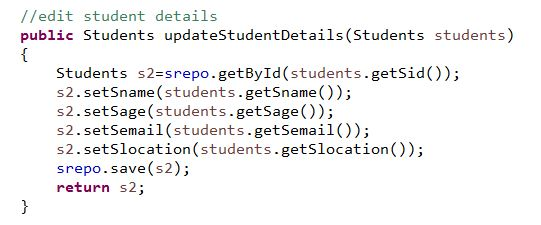 //edit student details
public Students updateStudentDetails(Students students)
{
Students s2=srepo.getById(students.getSid());
s2.setSname(students.getSname());
s2.setSage(students.getSage());
s2.setSemail(students.getSemail());
s2.setSlocation(students.getSlocation());
srepo.save(s2);
return s2;
}